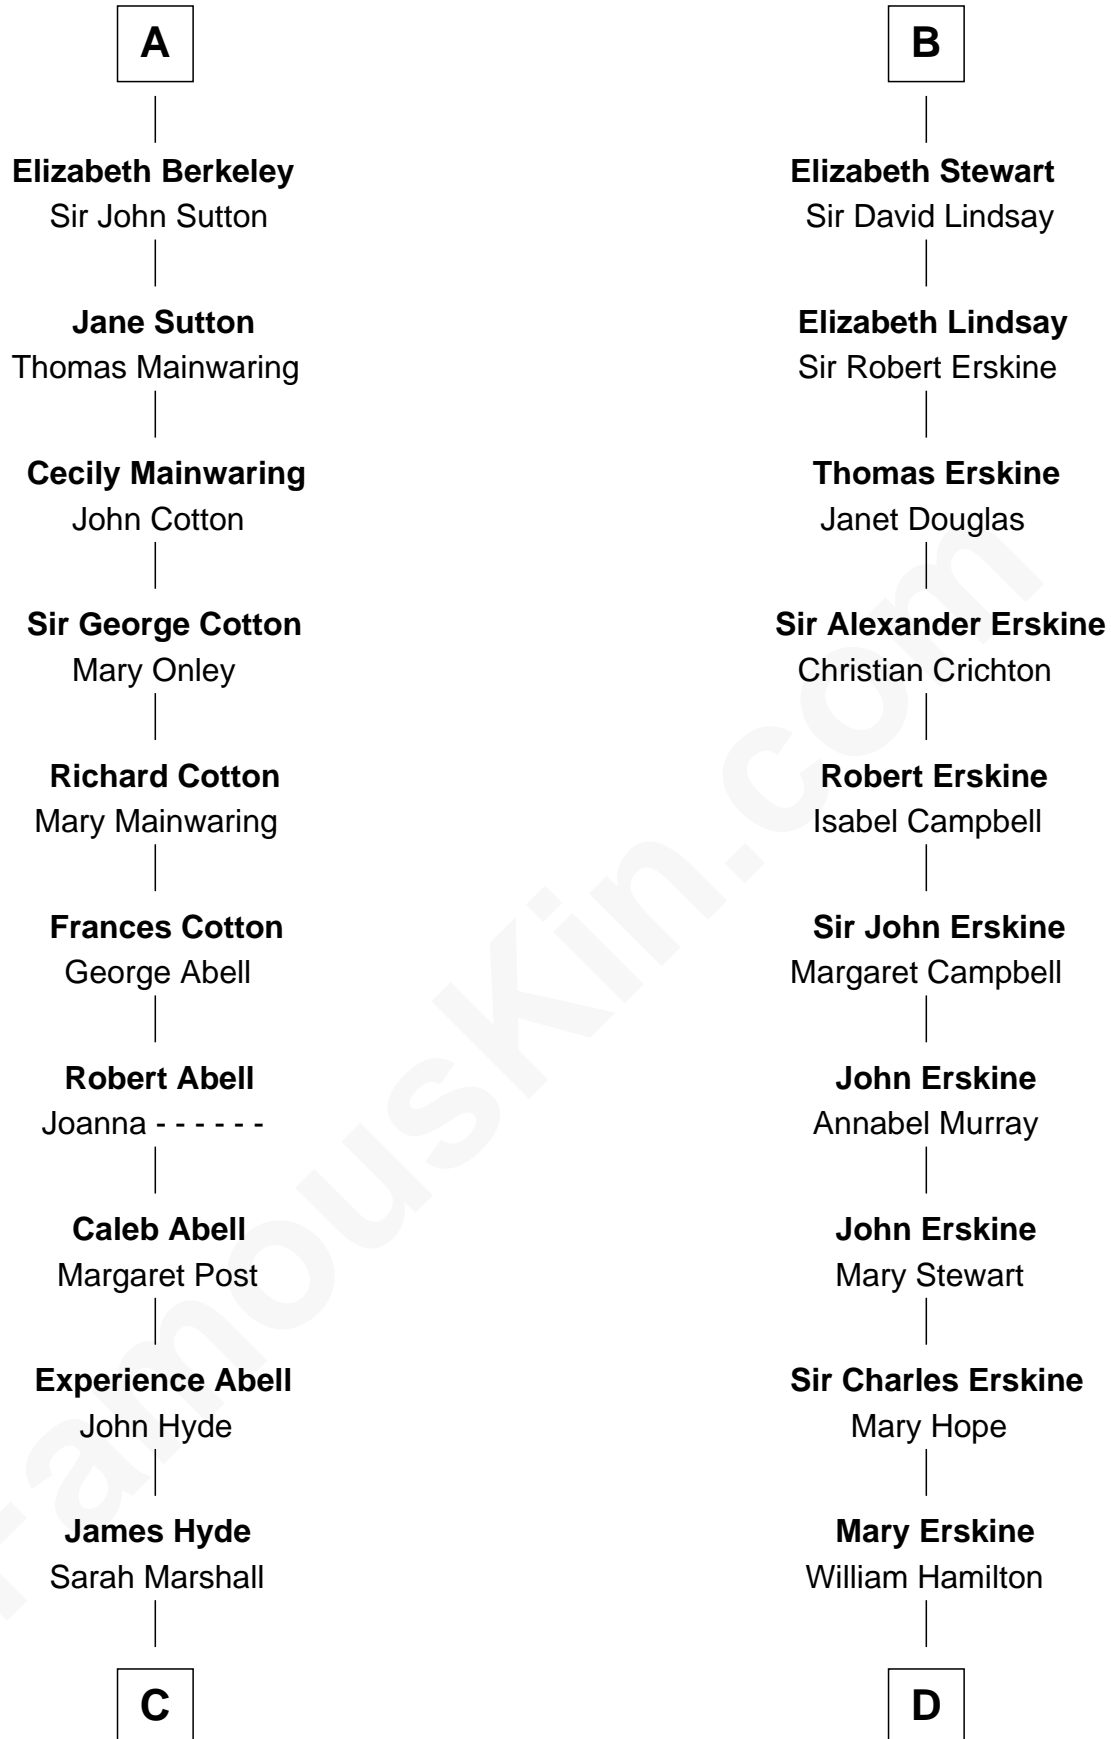 A
Elizabeth Berkeley
Sir John Sutton
Jane Sutton
Thomas Mainwaring
Cecily Mainwaring
John Cotton
Sir George Cotton
Mary Onley
Richard Cotton
Mary Mainwaring
Frances Cotton
George Abell
Robert Abell
Joanna - - - - - -
Caleb Abell
Margaret Post
Experience Abell
John Hyde
James Hyde
Sarah Marshall
C
B
Elizabeth Stewart
Sir David Lindsay
Elizabeth Lindsay
Sir Robert Erskine
Thomas Erskine
Janet Douglas
Sir Alexander Erskine
Christian Crichton
Robert Erskine
Isabel Campbell
Sir John Erskine
Margaret Campbell
John Erskine
Annabel Murray
John Erskine
Mary Stewart
Sir Charles Erskine
Mary Hope
Mary Erskine
William Hamilton
D
FamousKin.com